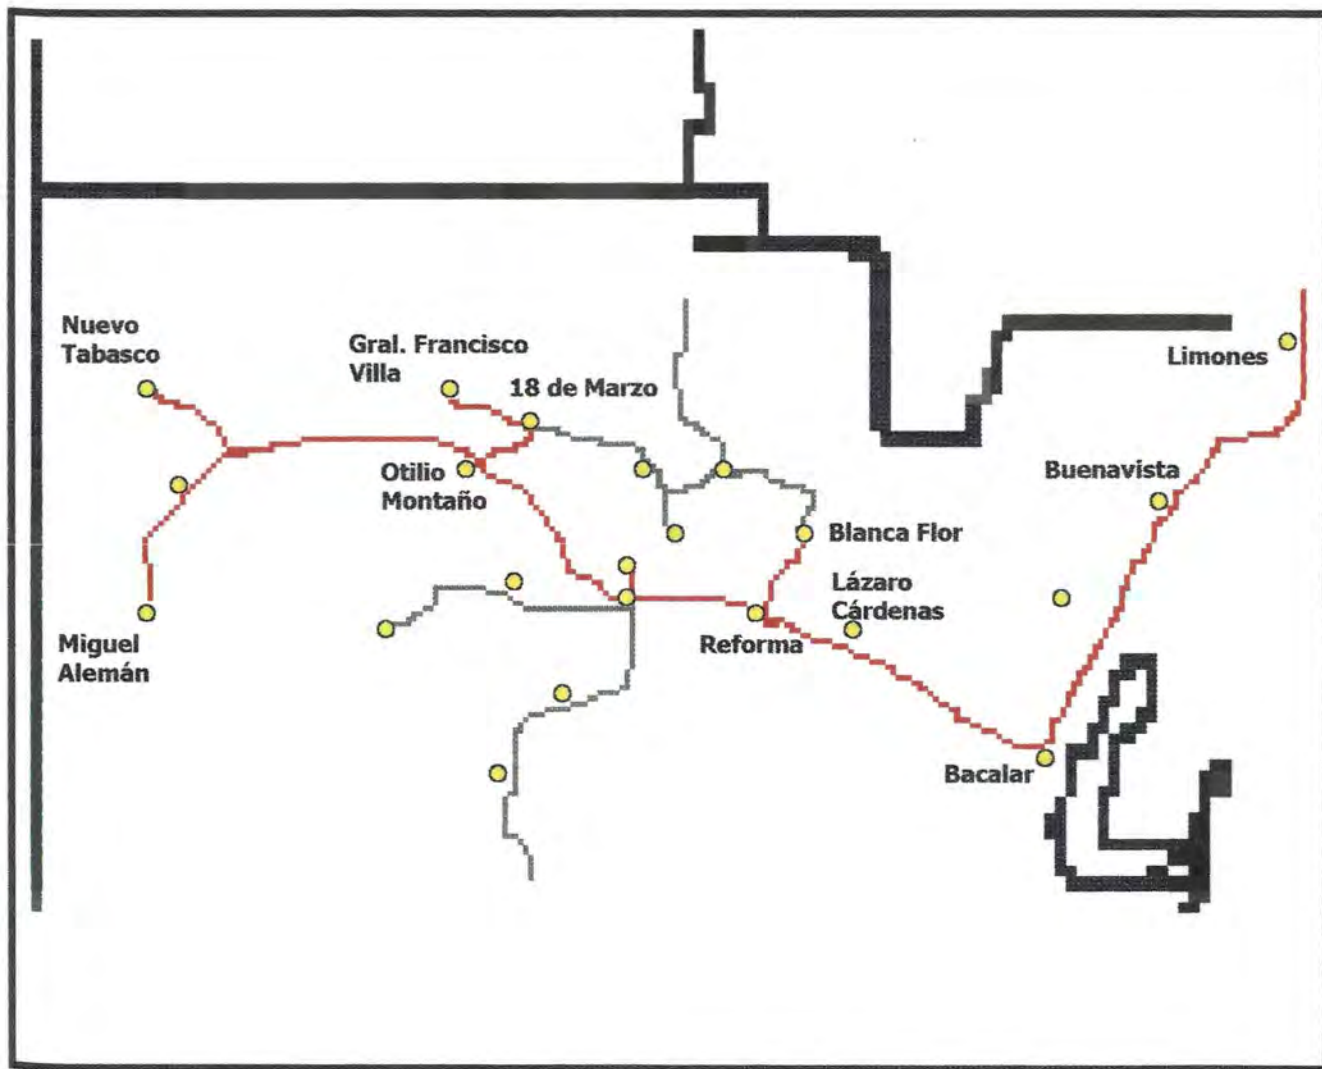 Nuevo
Tabasco
Gral. Francisco
Villa
18 de Marzo
Limones
Otilio
Montaño
Buenavista
Blanca Flor
Lázaro
Cárdenas
Miguel
Alemán
Reforma
Bacalar